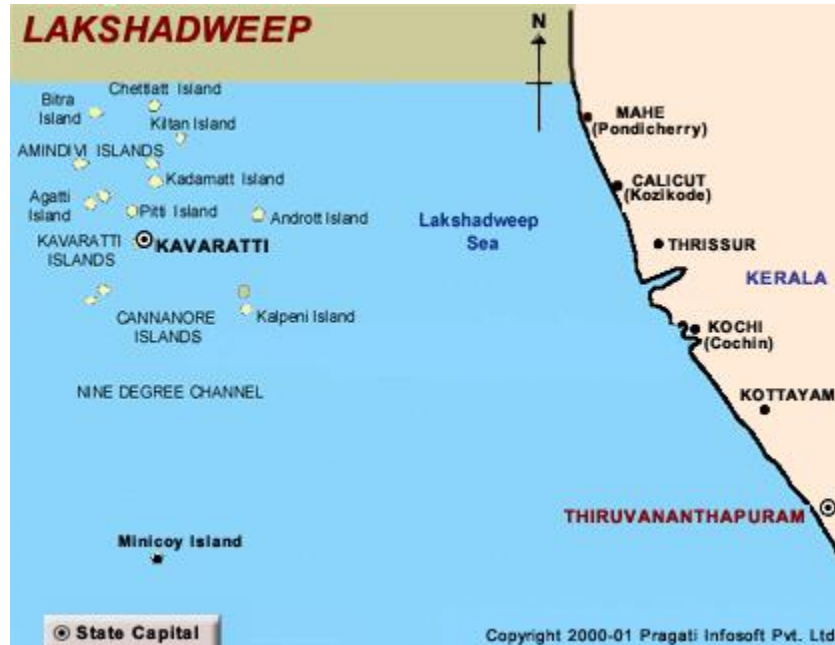 LAKSHADWEEP
N
Chettlatt Island
Bitra
Island
Kiltan Island
MAHE
(Pondicherry)
AMINDIVI ISLANDS
Kadamatt Island
CALICUT
(Kozikode)
Agatti
Island
Pitti Island
Andrott Island
Lakshadweep
Sea
KAVARATTI
ISLANDS
KAVARATTI
THRISSUR
KERALA
CANNANORE
ISLANDS
Kalpeni Island
KOCHI
(Cochin)
NINE DEGREE CHANNEL
KOTTAYAM
THIRUVANANTHAPURAM
Minicoy Island
State Capital
Copyright 2000-01 Pragati Infosoft Pvt. Ltd